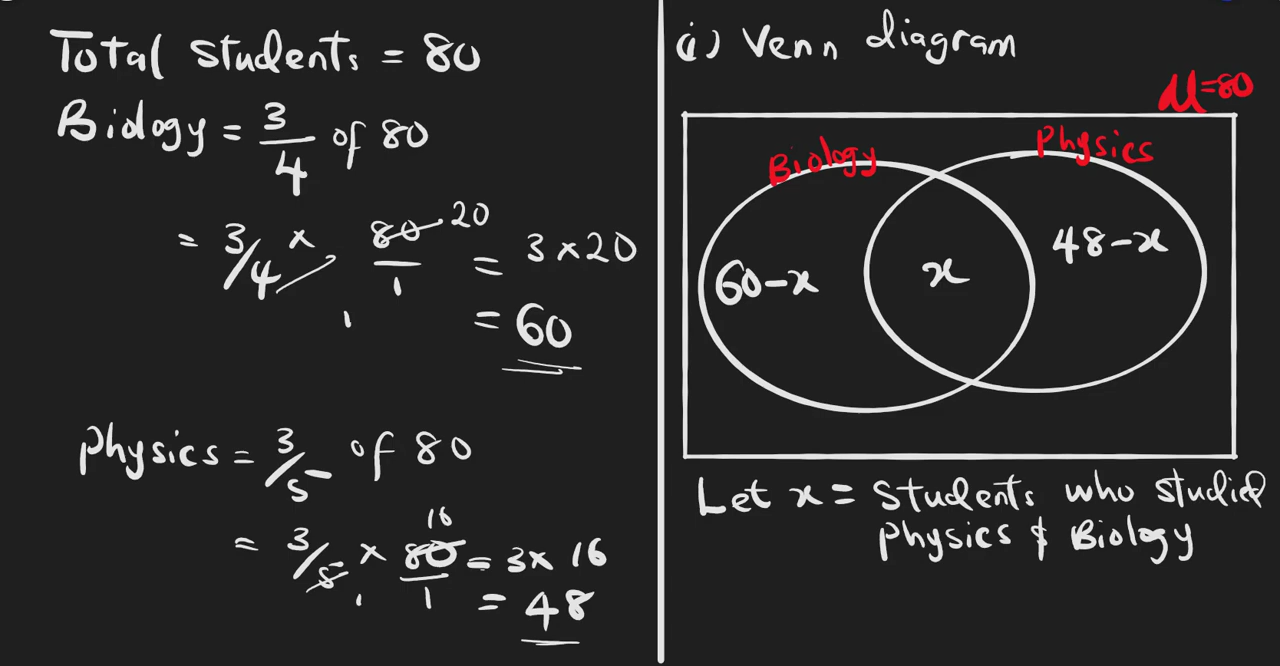 Total students = 80
Biology = 3/4 of 80
= 3/4 × 80/1 20 = 3 × 20
1
= 60
Physics = 3/5 of 80
16
= 3/5 × 80/1 = 3 × 16
1
= 48
(i) Venn diagram
μ=80
Biology
Physics
60-x
x
48-x
Let x = Students who studied
Physics & Biology